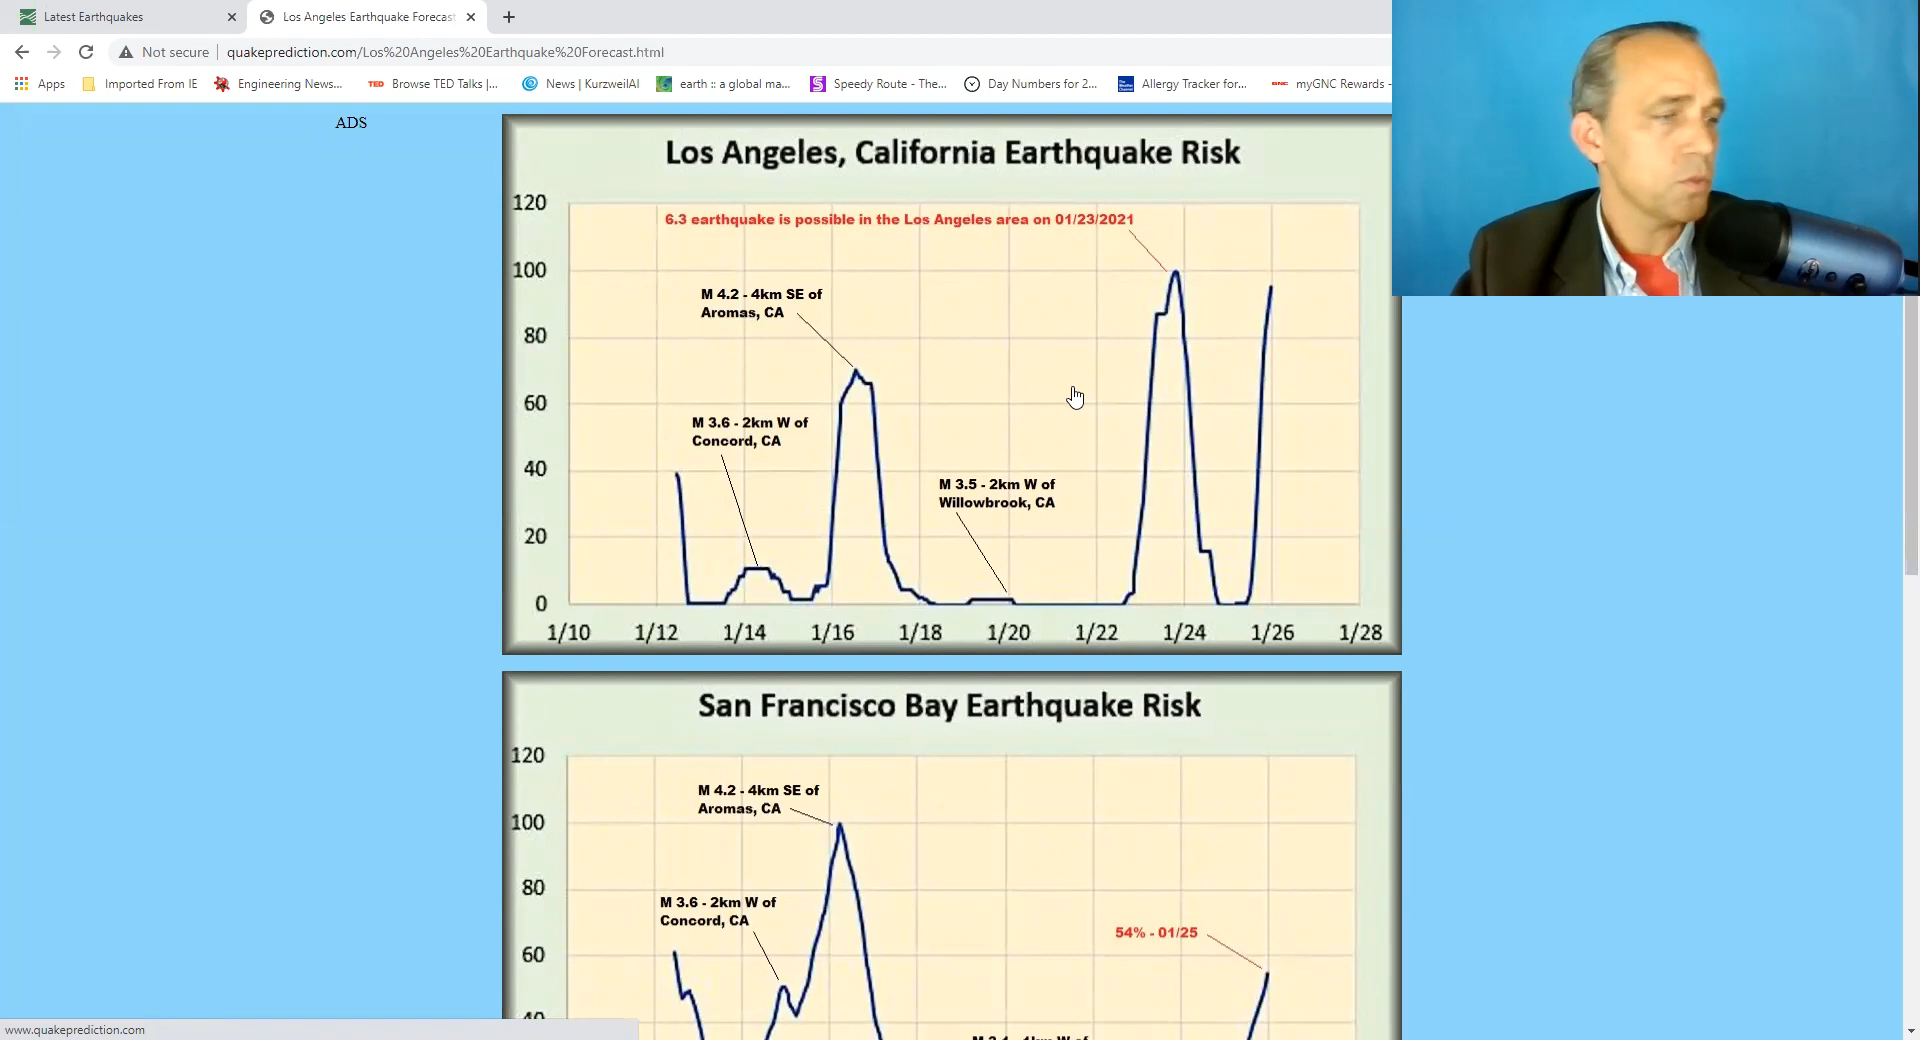 Latest Earthquakes
Los Angeles Earthquake Forecast
Not secure
quakeprediction.com/Los%20Angeles%20Earthquake%20Forecast.html
Apps
Imported From IE
Engineering News...
TED
Browse TED Talks |...
News | KurzweilAI
earth :: a global ma...
S
Speedy Route - The...
Day Numbers for 2...
Allergy Tracker for...
GNC
myGNC Rewards -
ADS
Los Angeles, California Earthquake Risk
120
6.3 earthquake is possible in the Los Angeles area on 01/23/2021
100
M 4.2 - 4km SE of
Aromas, CA
80
60
M 3.6 - 2km W of
Concord, CA
40
M 3.5 - 2km W of
Willowbrook, CA
20
0
1/10 1/12 1/14 1/16 1/18 1/20 1/22 1/24 1/26 1/28
San Francisco Bay Earthquake Risk
120
M 4.2 - 4km SE of
Aromas, CA
100
80
M 3.6 - 2km W of
Concord, CA
54% - 01/25
60
40
www.quakeprediction.com